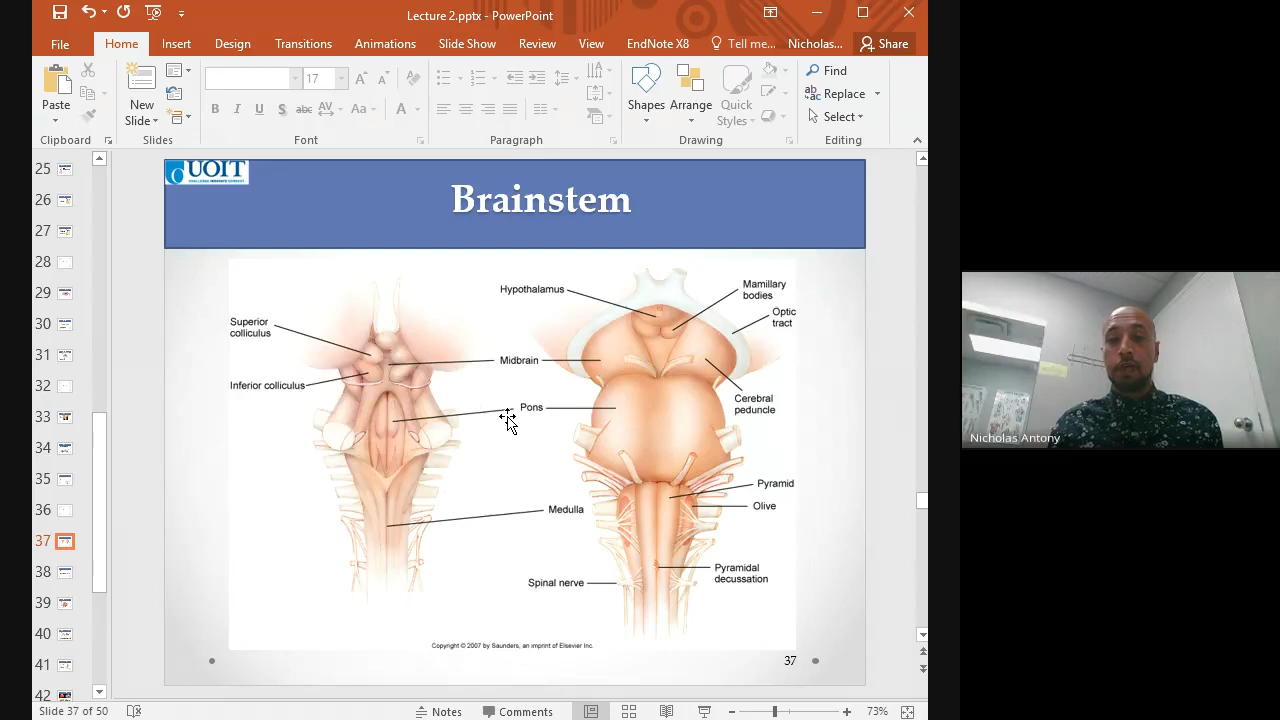 Lecture 2.pptx - PowerPoint
File Home Insert Design Transitions Animations Slide Show Review View EndNote X8 Tell me... Nicholas... Share
17
Paste
New
Slide
Shapes Arrange Quick
Styles
B I U S abc AV Aa A
Find
Replace
Select
Clipboard Slides Font Paragraph Drawing Editing
25
26
27
28
29
30
31
32
33
34
35
36
37
38
39
40
41
42
UOIT
Brainstem
Superior
colliculus
Inferior colliculus
Hypothalamus
Midbrain
Pons
Medulla
Spinal nerve
Mamillary
bodies
Optic
tract
Cerebral
peduncle
Pyramid
Olive
Pyramidal
decussation
Copyright © 2007 by Saunders, an imprint of Elsevier Inc.
37
Slide 37 of 50 Notes Comments 73%
Nicholas Antony